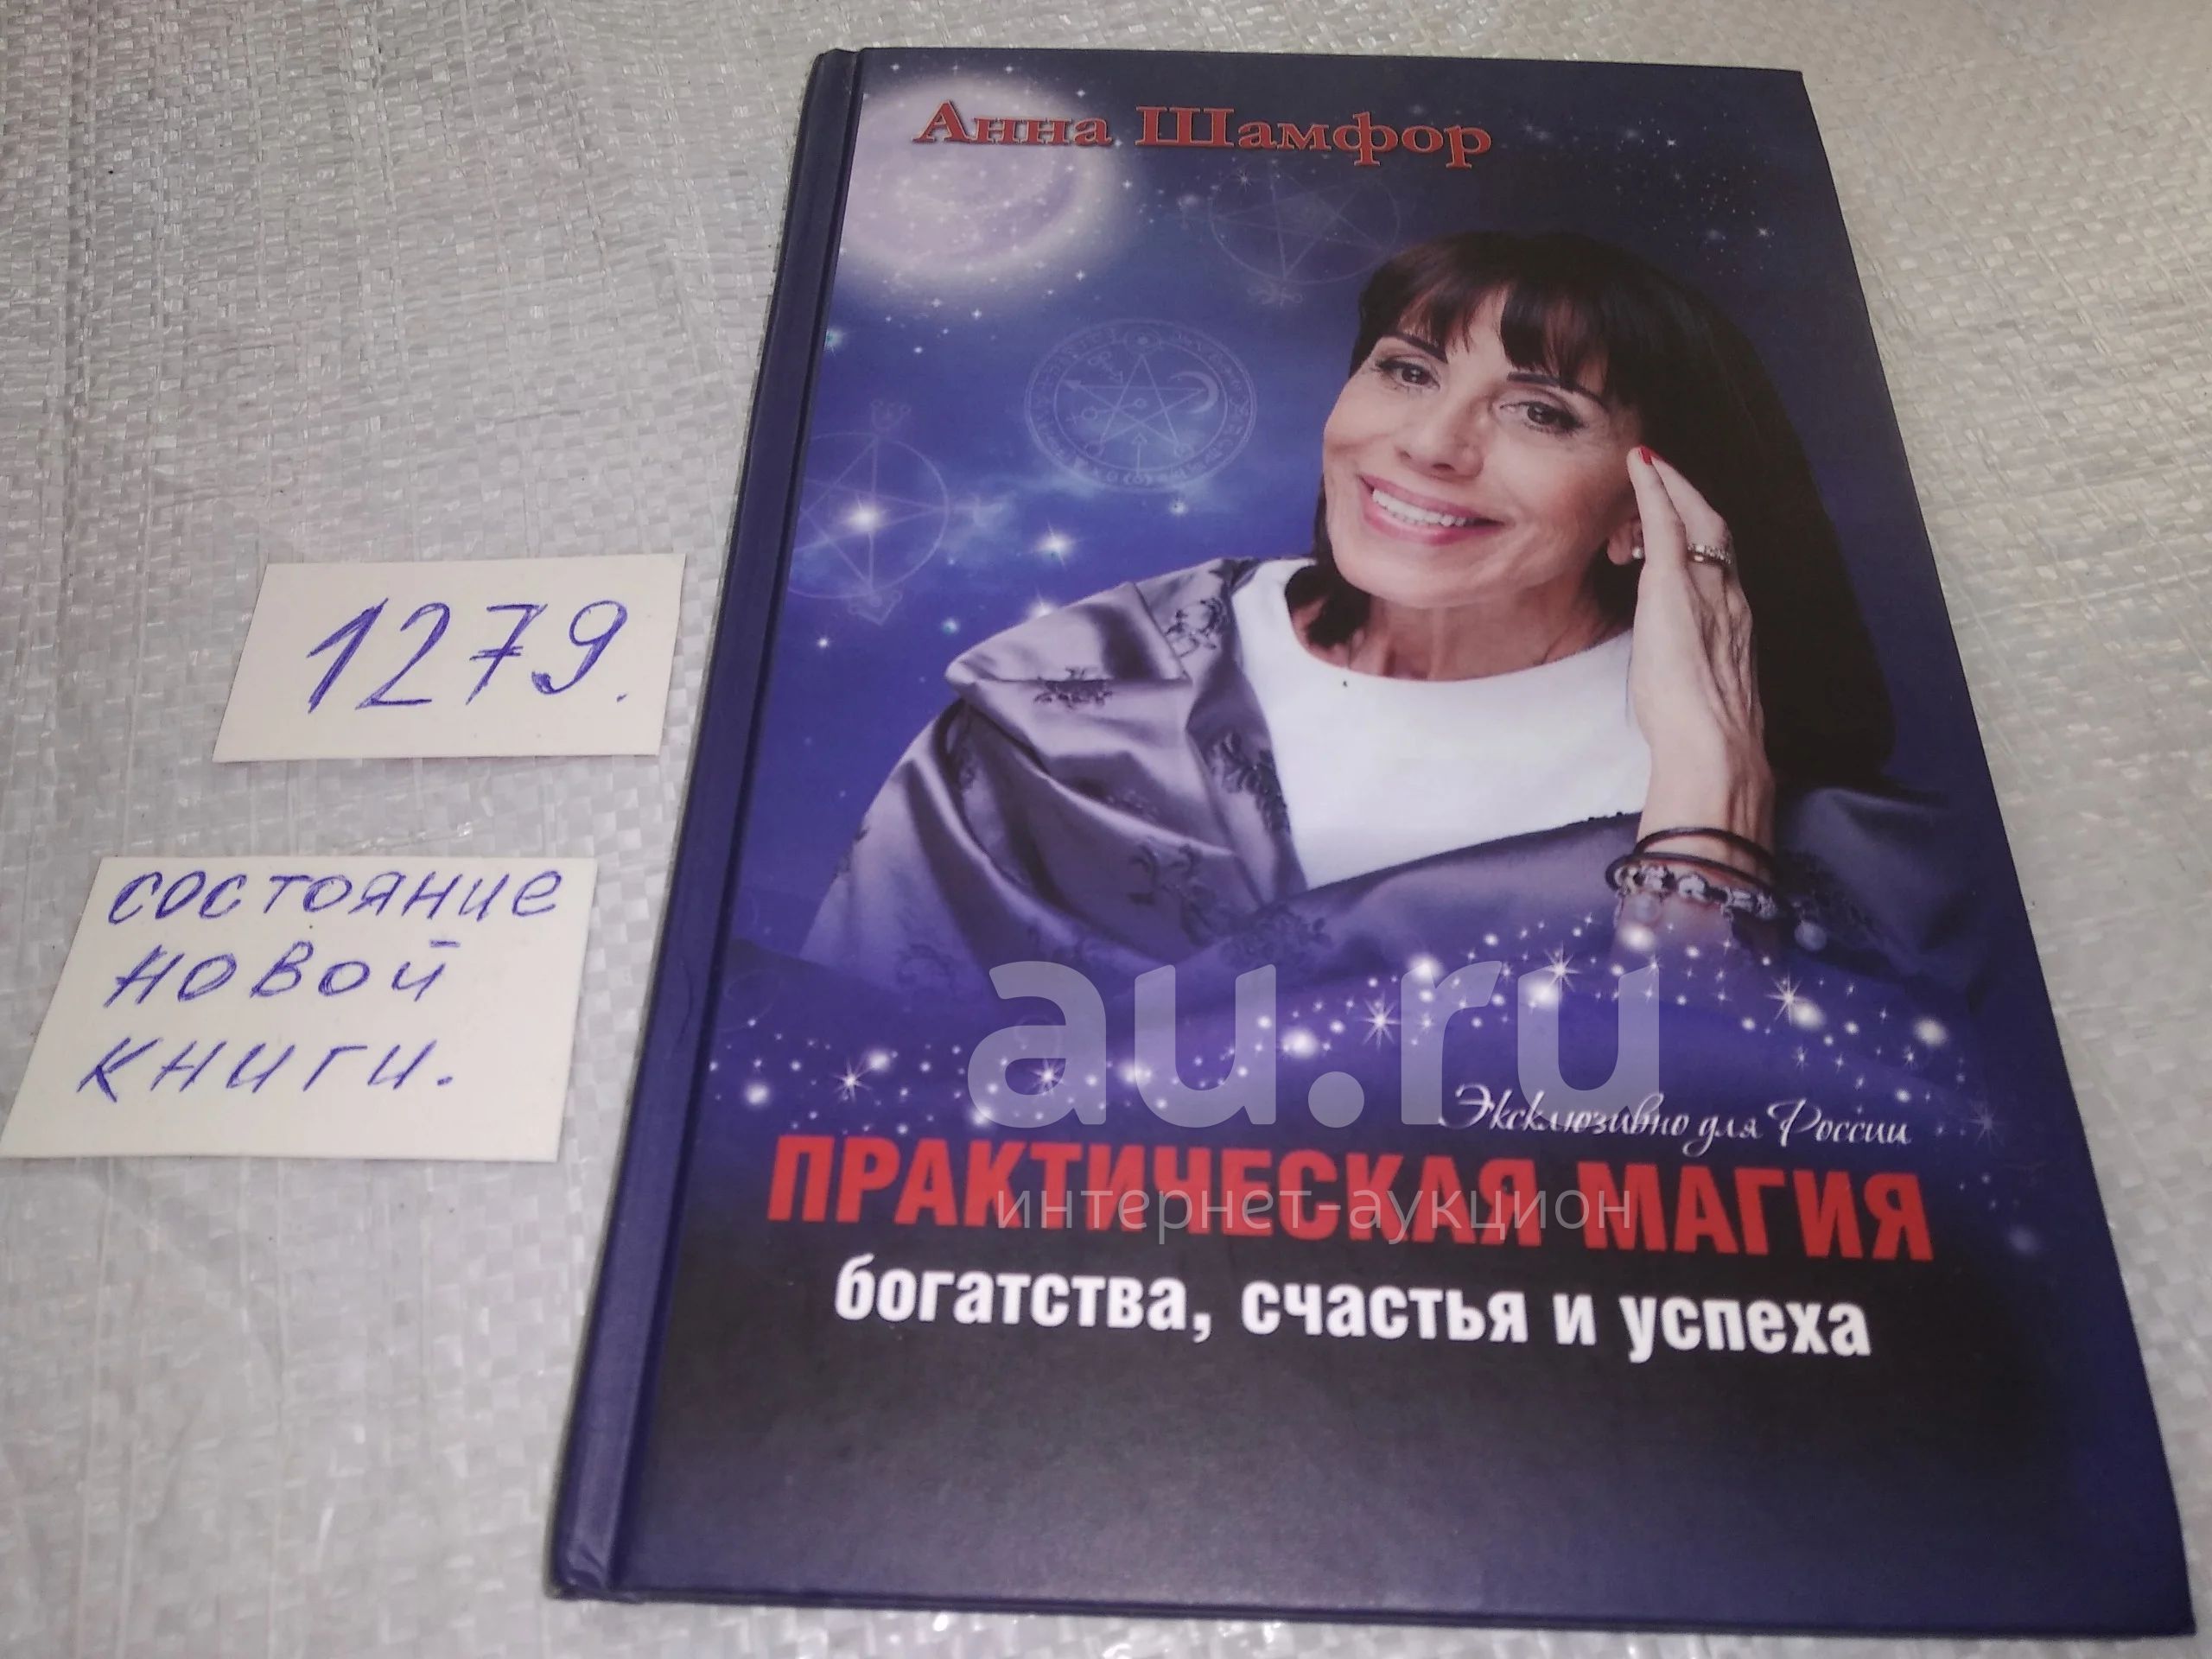 Анна Шамфор
1279.
состояние
новой
книги.
au.ru
Эксклюзивно для России
ПРАКТИЧЕСКАЯ МАГИЯ
интернет-аукцион
богатства, счастья и успеха